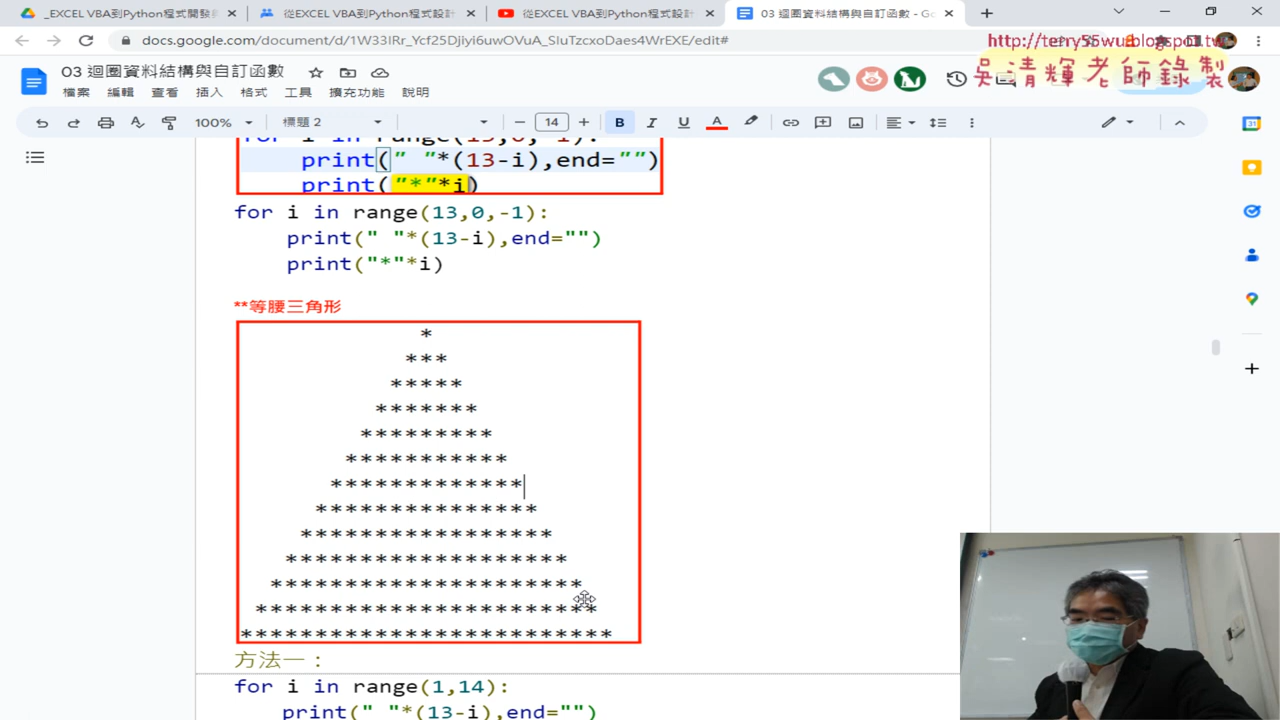 _EXCEL VBA到Python程式開發
從EXCEL VBA到Python程式設計
從EXCEL VBA到Python程式設計
03 迴圈資料結構與自訂函數 - Go
docs.google.com/document/d/1W33IRr_Ycf25Djiyi6uwOVuA_SIuTzcxoDaes4WrEXE/edit#
http://terry55wu.blogspot.tw
吳清輝老師錄製
03 迴圈資料結構與自訂函數
檔案 編輯 查看 插入 格式 工具 擴充功能 說明
100% 標題 2 14 B I U A
for i in range(13,0,-1):
print(" "*(13-i),end="")
print("*"*i)
for i in range(13,0,-1):
print(" "*(13-i),end="")
print("*"*i)
**等腰三角形
*
***
*****
*******
*********
***********
*************
***************
*****************
*******************
*********************
***********************
*************************
方法一：
for i in range(1,14):
print(" "*(13-i),end="")